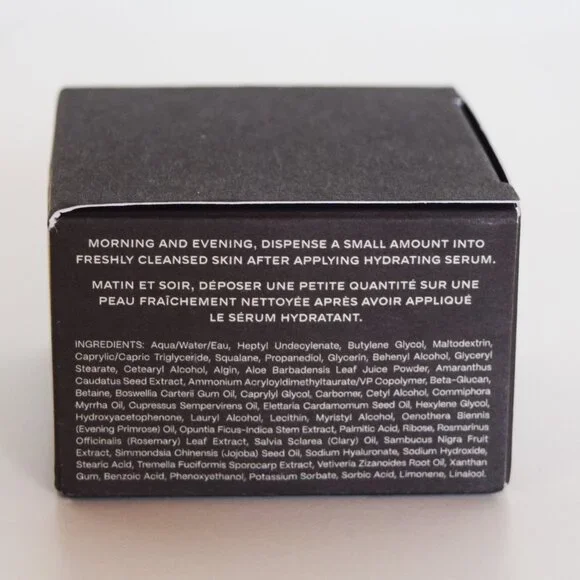 MORNING AND EVENING, DISPENSE A SMALL AMOUNT INTO
FRESHLY CLEANSED SKIN AFTER APPLYING HYDRATING SERUM.
MATIN ET SOIR, DÉPOSER UNE PETITE QUANTITÉ SUR UNE
PEAU FRAÎCHEMENT NETTOYÉE APRÈS AVOIR APPLIQUÉ
LE SÉRUM HYDRATANT.
INGREDIENTS: Aqua/Water/Eau, Heptyl Undecylenate, Butylene Glycol, Maltodextrin,
Caprylic/Capric Triglyceride, Squalane, Propanediol, Glycerin, Behenyl Alcohol, Glyceryl
Stearate, Cetearyl Alcohol, Algin, Aloe Barbadensis Leaf Juice Powder, Amaranthus
Caudatus Seed Extract, Ammonium Acryloyldimethyltaurate/VP Copolymer, Beta-Glucan,
Betaine, Boswellia Carterii Gum Oil, Caprylyl Glycol, Carbomer, Cetyl Alcohol, Commiphora
Myrrha Oil, Cupressus Sempervirens Oil, Elettaria Cardamomum Seed Oil, Hexylene Glycol,
Hydroxyacetophenone, Lauryl Alcohol, Lecithin, Myristyl Alcohol, Oenothera Biennis
(Evening Primrose) Oil, Opuntia Ficus-Indica Stem Extract, Palmitic Acid, Ribose, Rosmarinus
Officinalis (Rosemary) Leaf Extract, Salvia Sclarea (Clary) Oil, Sambucus Nigra Fruit
Extract, Simmondsia Chinensis (Jojoba) Seed Oil, Sodium Hyaluronate, Sodium Hydroxide,
Stearic Acid, Tremella Fuciformis Sporocarp Extract, Vetiveria Zizanoides Root Oil, Xanthan
Gum, Benzoic Acid, Phenoxyethanol, Potassium Sorbate, Sorbic Acid, Limonene, Linalool.